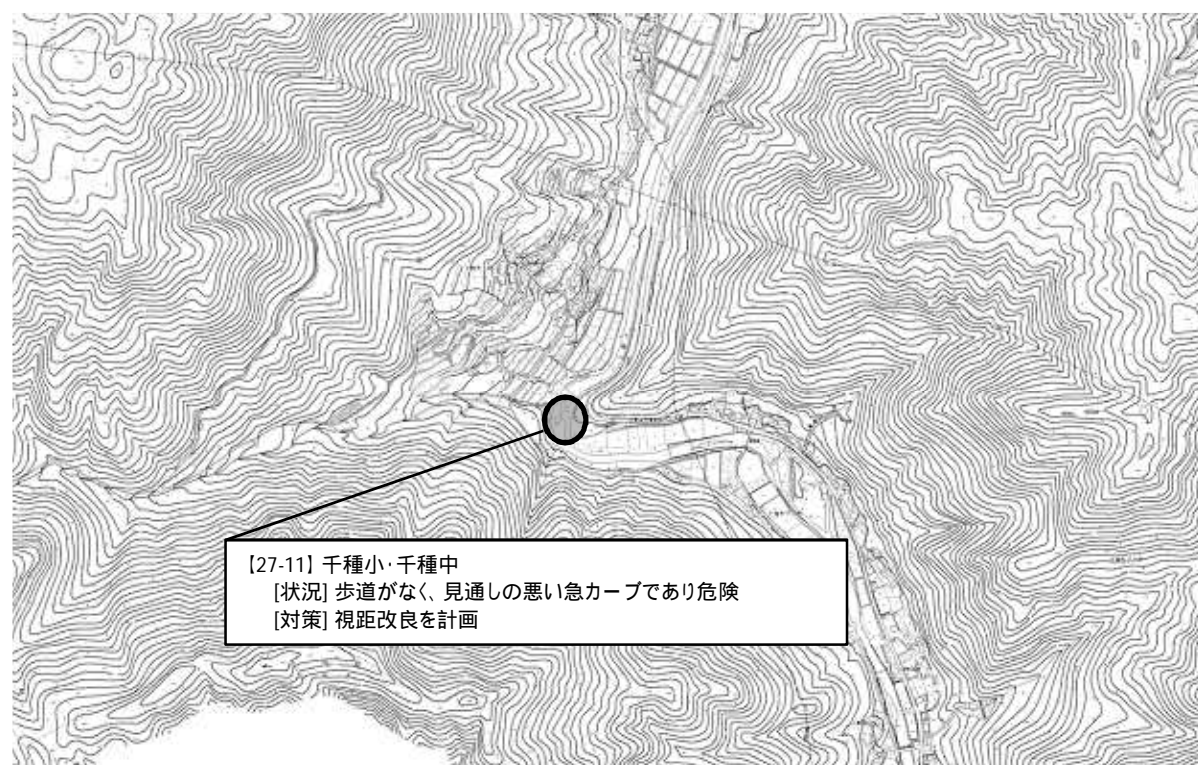 【27-11】 千種小・千種中
[状況] 歩道がなく、見通しの悪い急カーブであり危険
[対策] 視距改良を計画